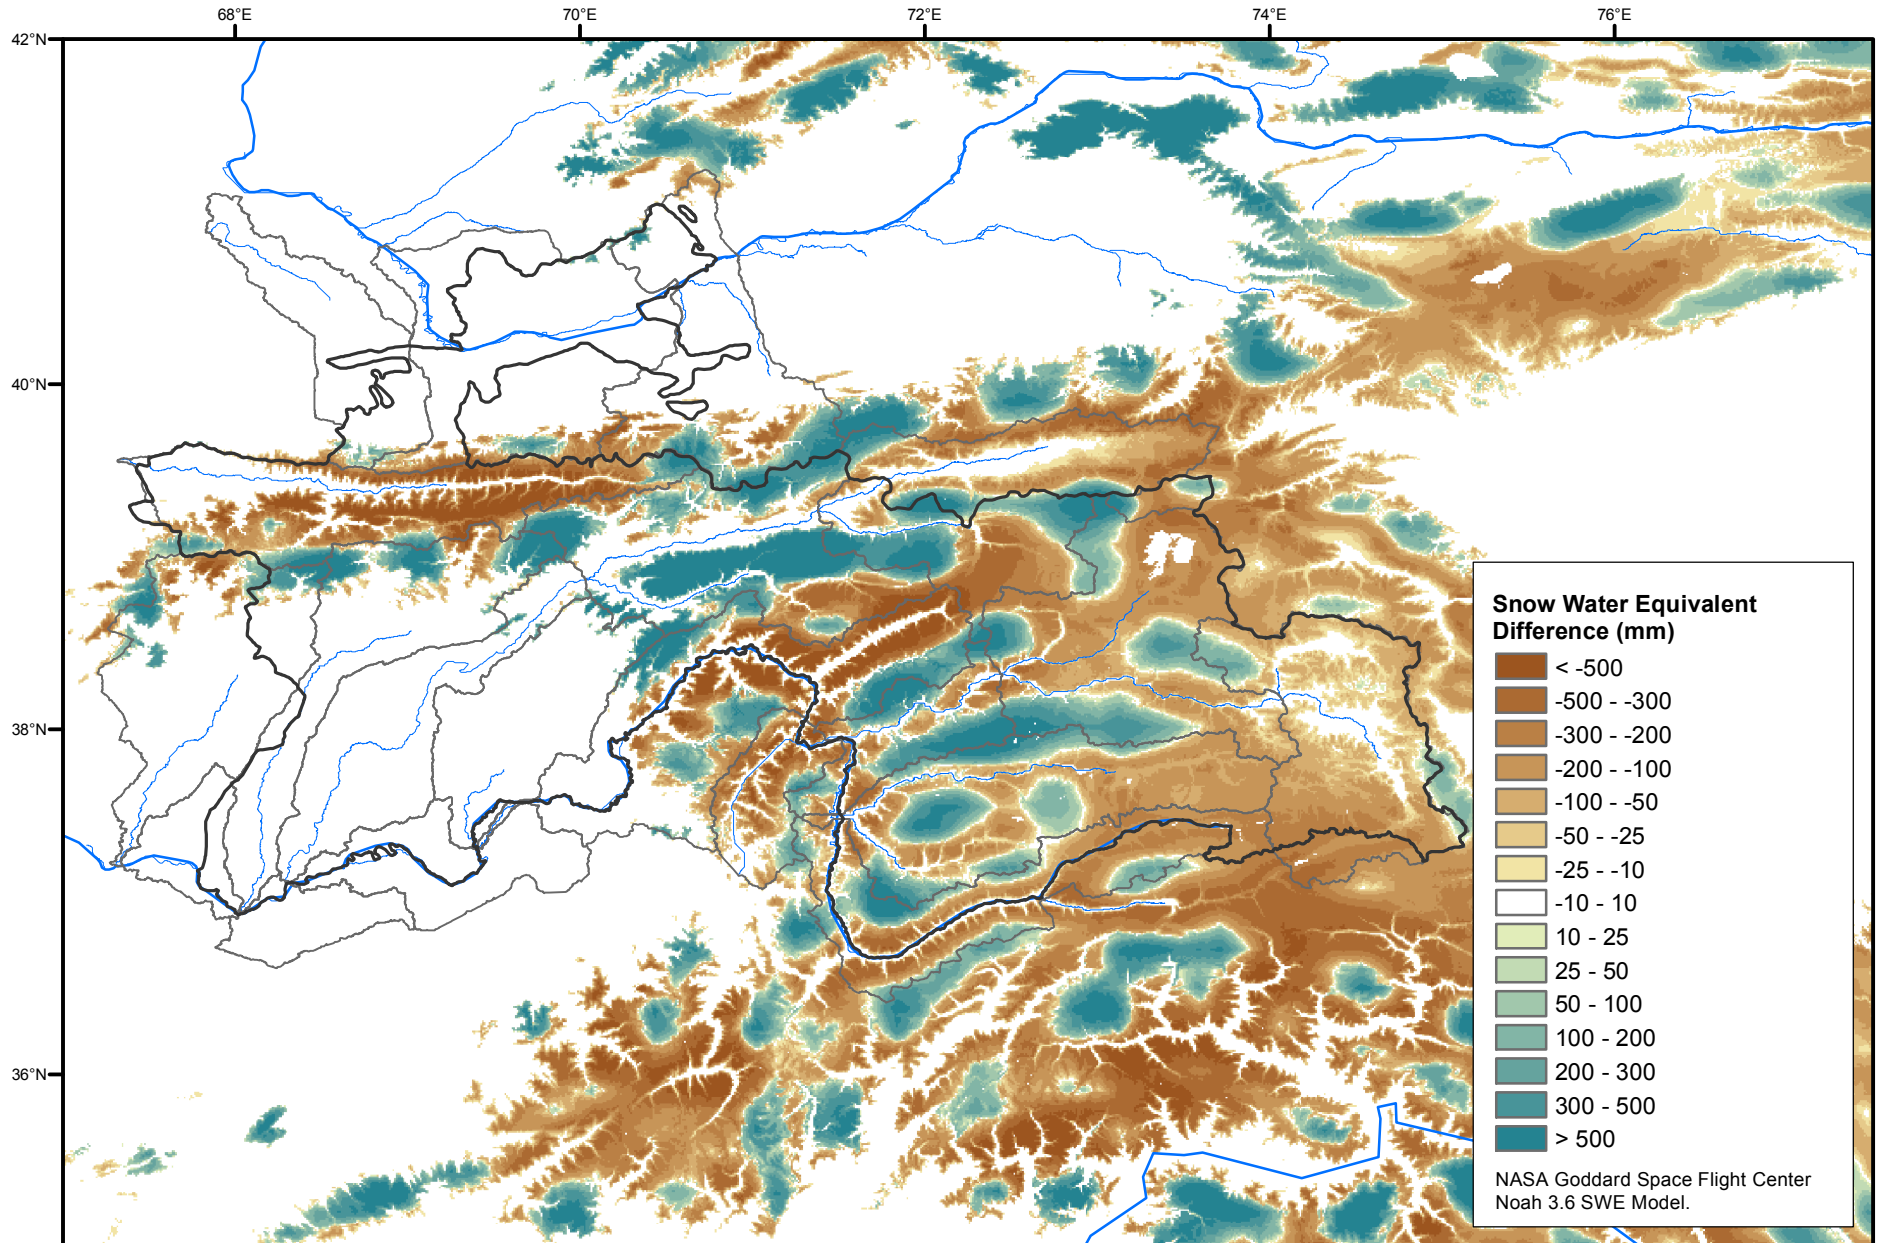 68°E 70°E 72°E 74°E 76°E
42°N
40°N
38°N
36°N
Snow Water Equivalent
Difference (mm)
< -500
-500 - -300
-300 - -200
-200 - -100
-100 - -50
-50 - -25
-25 - -10
-10 - 10
10 - 25
25 - 50
50 - 100
100 - 200
200 - 300
300 - 500
> 500
NASA Goddard Space Flight Center
Noah 3.6 SWE Model.